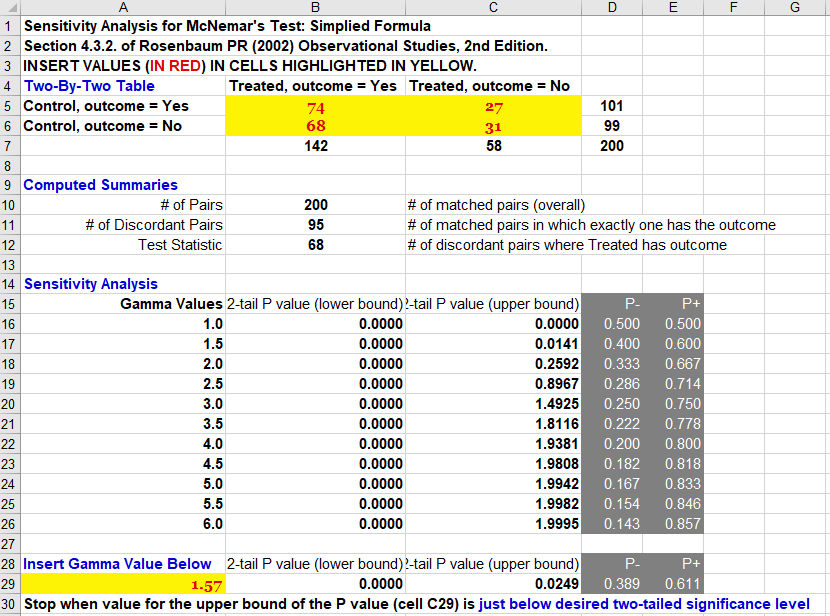 A B C D E F G
1 Sensitivity Analysis for McNemar's Test: Simplied Formula
2 Section 4.3.2. of Rosenbaum PR (2002) Observational Studies, 2nd Edition.
3 INSERT VALUES (IN RED) IN CELLS HIGHLIGHTED IN YELLOW.
4 Two-By-Two Table Treated, outcome = Yes Treated, outcome = No
5 Control, outcome = Yes 74 27 101
6 Control, outcome = No 68 31 99
7 142 58 200
8
9 Computed Summaries
10 # of Pairs 200 # of matched pairs (overall)
11 # of Discordant Pairs 95 # of matched pairs in which exactly one has the outcome
12 Test Statistic 68 # of discordant pairs where Treated has outcome
13
14 Sensitivity Analysis
15 Gamma Values 2-tail P value (lower bound) 2-tail P value (upper bound) P- P+
16 1.0 0.0000 0.0000 0.500 0.500
17 1.5 0.0000 0.0141 0.400 0.600
18 2.0 0.0000 0.2592 0.333 0.667
19 2.5 0.0000 0.8967 0.286 0.714
20 3.0 0.0000 1.4925 0.250 0.750
21 3.5 0.0000 1.8116 0.222 0.778
22 4.0 0.0000 1.9381 0.200 0.800
23 4.5 0.0000 1.9808 0.182 0.818
24 5.0 0.0000 1.9942 0.167 0.833
25 5.5 0.0000 1.9982 0.154 0.846
26 6.0 0.0000 1.9995 0.143 0.857
27
28 Insert Gamma Value Below 2-tail P value (lower bound) 2-tail P value (upper bound) P- P+
29 1.57 0.0000 0.0249 0.389 0.611
30 Stop when value for the upper bound of the P value (cell C29) is just below desired two-tailed significance level